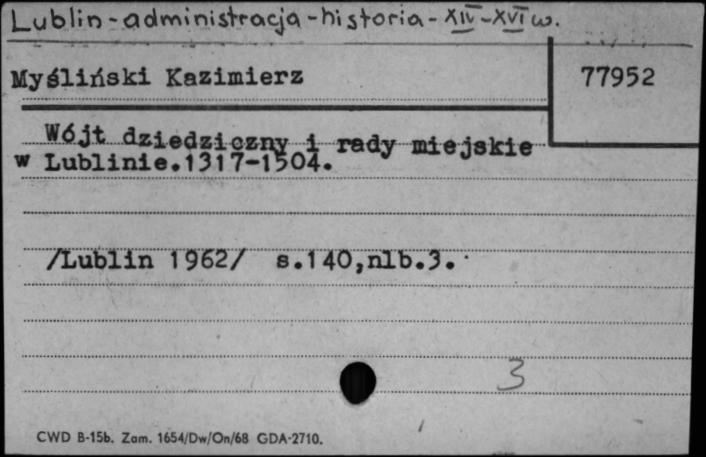 Lublin-administracja-historia-XIV-XVI w.
Myśliński Kazimierz
77952
Wójt dziedziczny i rady miejskie
w Lublinie.1317-1504.
/Lublin 1962/ s.140,nlb.3.
3
CWD B-15b. Zam. 1654/Dw/On/68 GDA-2710.